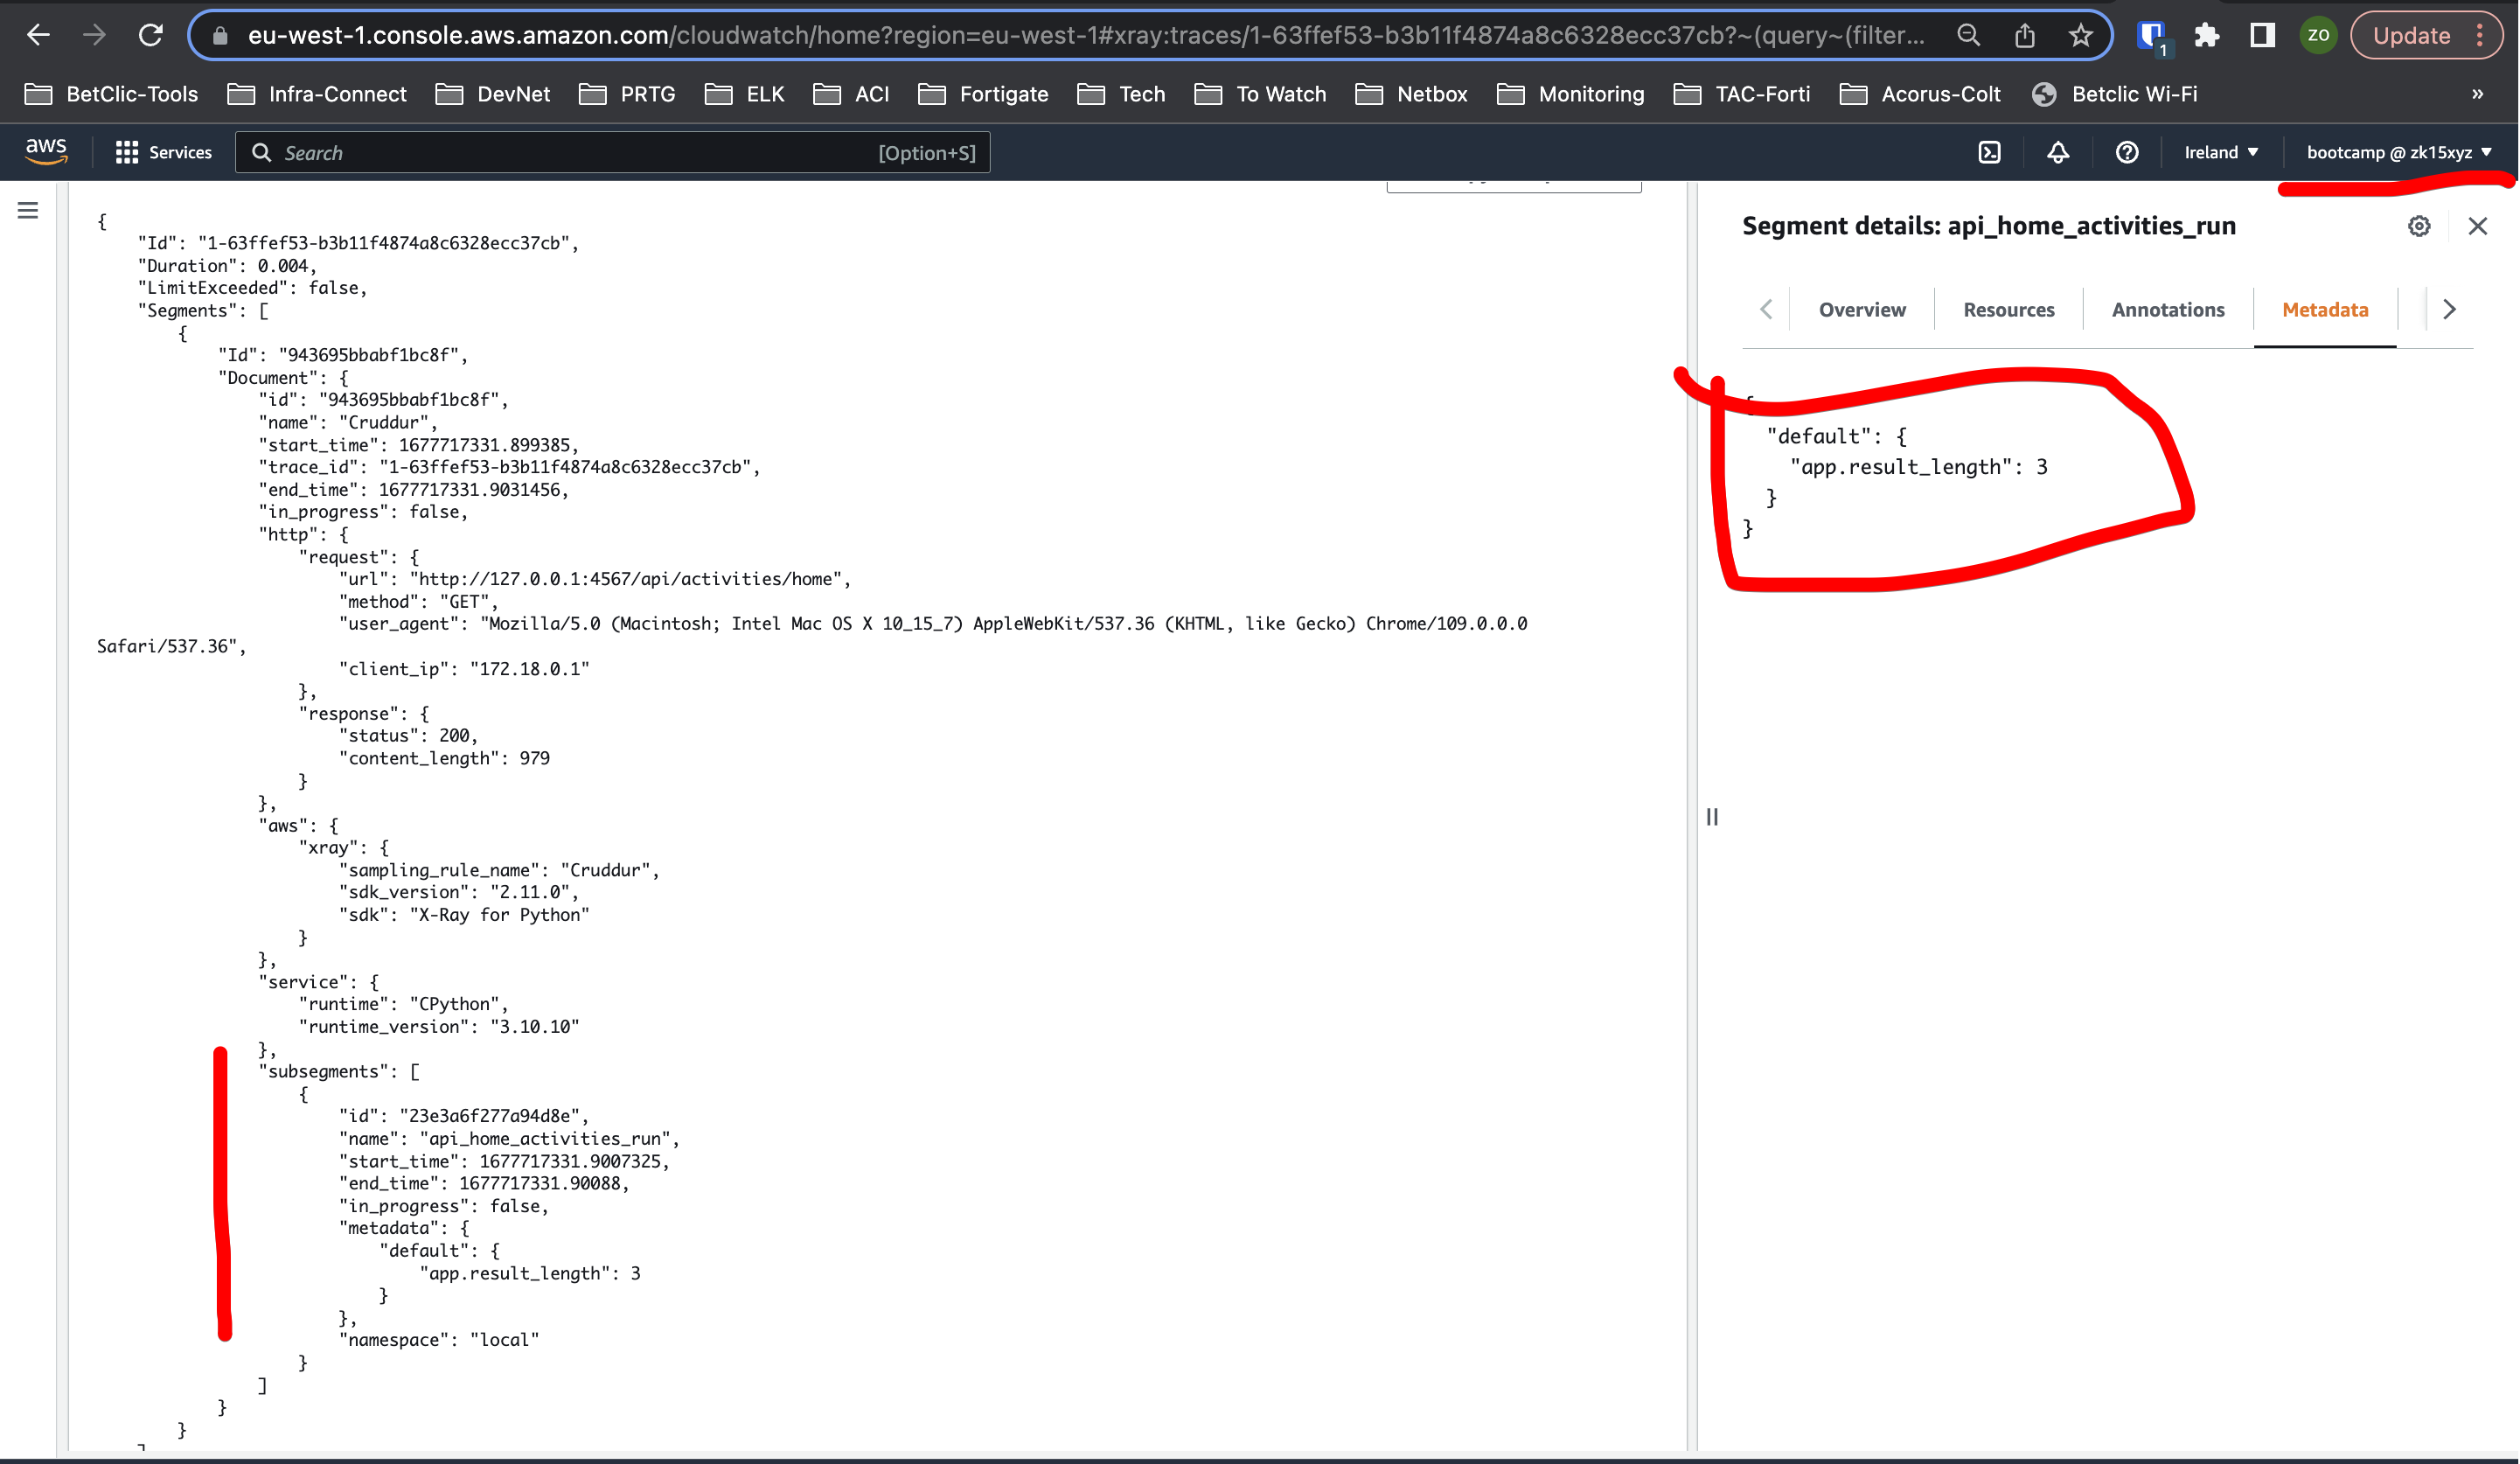 eu-west-1.console.aws.amazon.com/cloudwatch/home?region=eu-west-1#xray:traces/1-63ffef53-b3b11f4874a8c6328ecc37cb?~(query~(filter...
1
ZO
Update
BetClic-Tools
Infra-Connect
DevNet
PRTG
ELK
ACI
Fortigate
Tech
To Watch
Netbox
Monitoring
TAC-Forti
Acorus-Colt
Betclic Wi-Fi
»
aws
Services
Search
[Option+S]
Ireland
bootcamp @ zk15xyz
{
"Id": "1-63ffef53-b3b11f4874a8c6328ecc37cb",
"Duration": 0.004,
"LimitExceeded": false,
"Segments": [
{
"Id": "943695bbabf1bc8f",
"Document": {
"id": "943695bbabf1bc8f",
"name": "Cruddur",
"start_time": 1677717331.899385,
"trace_id": "1-63ffef53-b3b11f4874a8c6328ecc37cb",
"end_time": 1677717331.9031456,
"in_progress": false,
"http": {
"request": {
"url": "http://127.0.0.1:4567/api/activities/home",
"method": "GET",
"user_agent": "Mozilla/5.0 (Macintosh; Intel Mac OS X 10_15_7) AppleWebKit/537.36 (KHTML, like Gecko) Chrome/109.0.0.0
Safari/537.36",
"client_ip": "172.18.0.1"
},
"response": {
"status": 200,
"content_length": 979
}
},
"aws": {
"xray": {
"sampling_rule_name": "Cruddur",
"sdk_version": "2.11.0",
"sdk": "X-Ray for Python"
}
},
"service": {
"runtime": "CPython",
"runtime_version": "3.10.10"
},
"subsegments": [
{
"id": "23e3a6f277a94d8e",
"name": "api_home_activities_run",
"start_time": 1677717331.9007325,
"end_time": 1677717331.90088,
"in_progress": false,
"metadata": {
"default": {
"app.result_length": 3
}
},
"namespace": "local"
}
]
}
}
]
Segment details: api_home_activities_run
Overview
Resources
Annotations
Metadata
{
"default": {
"app.result_length": 3
}
}